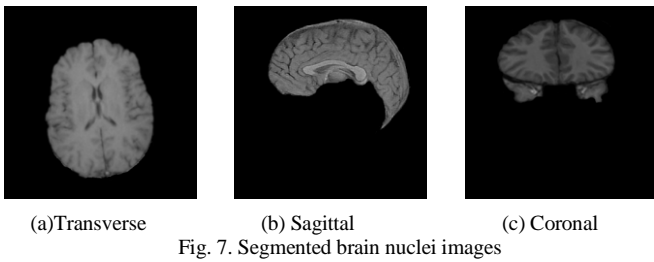 (a)Transverse (b) Sagittal (c) Coronal
Fig. 7. Segmented brain nuclei images